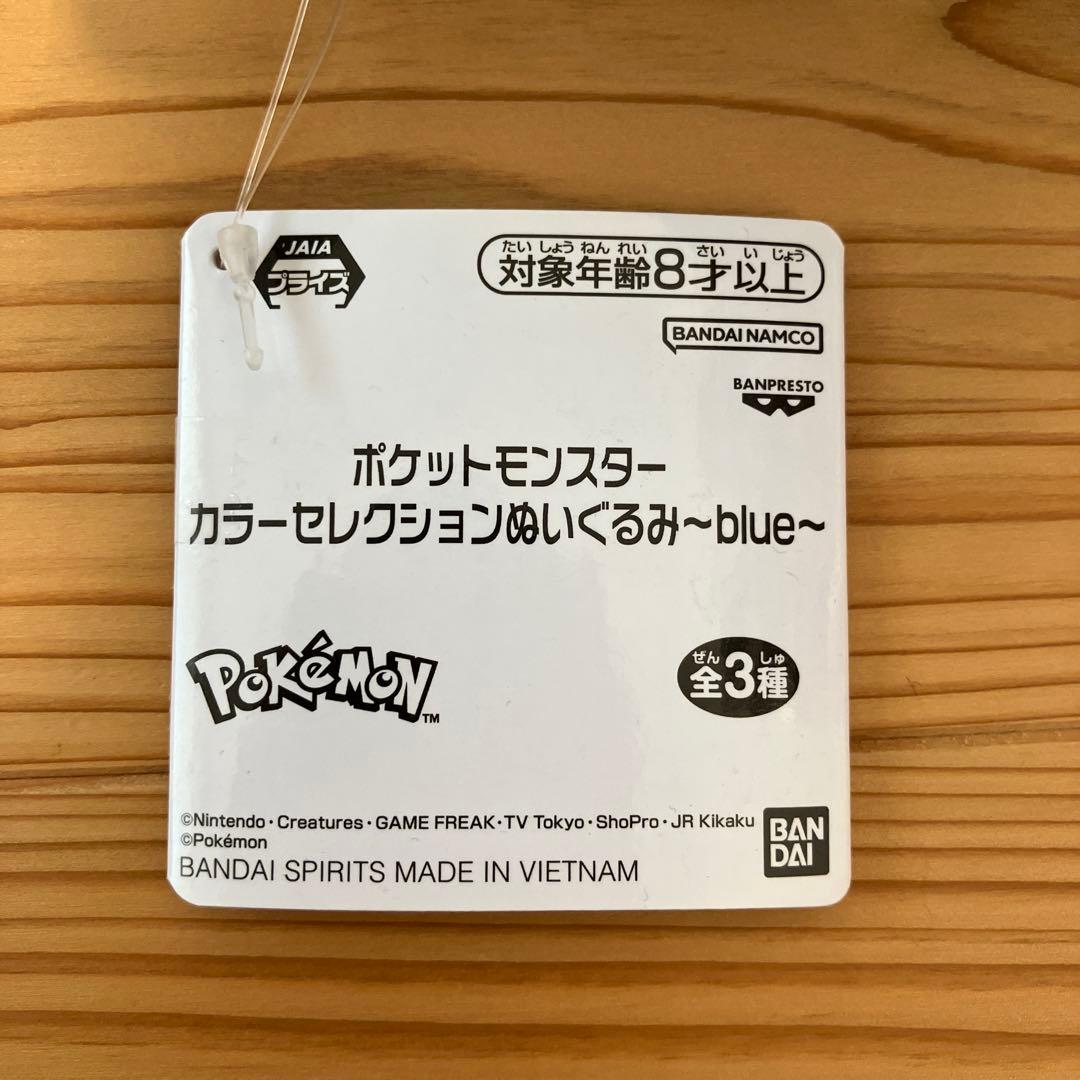 JAIA
プライズ
たいしょうねんれい さいいじょう
対象年齢8才以上
BANDAI NAMCO
BANPRESTO
ポケットモンスター
カラーセレクションぬいぐるみ~blue~
POKéMON™
ぜん しゅ
全3種
©Nintendo・Creatures・GAME FREAK・TV Tokyo・ShoPro・JR Kikaku
©Pokémon
BANDAI SPIRITS MADE IN VIETNAM
BAN
DAI